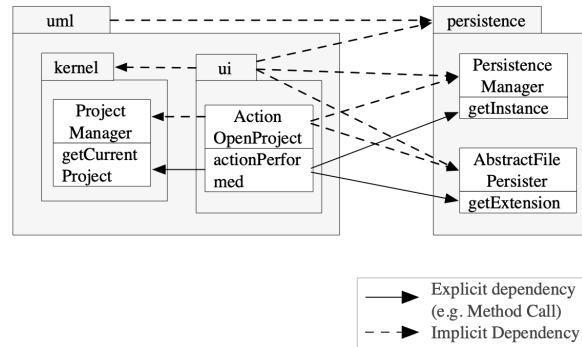 uml
persistence
kernel
ui
Project
Manager
getCurrent
Project
Action
OpenProject
actionPerfor
med
Persistence
Manager
getInstance
AbstractFile
Persister
getExtension
Explicit dependency
(e.g. Method Call)
Implicit Dependency